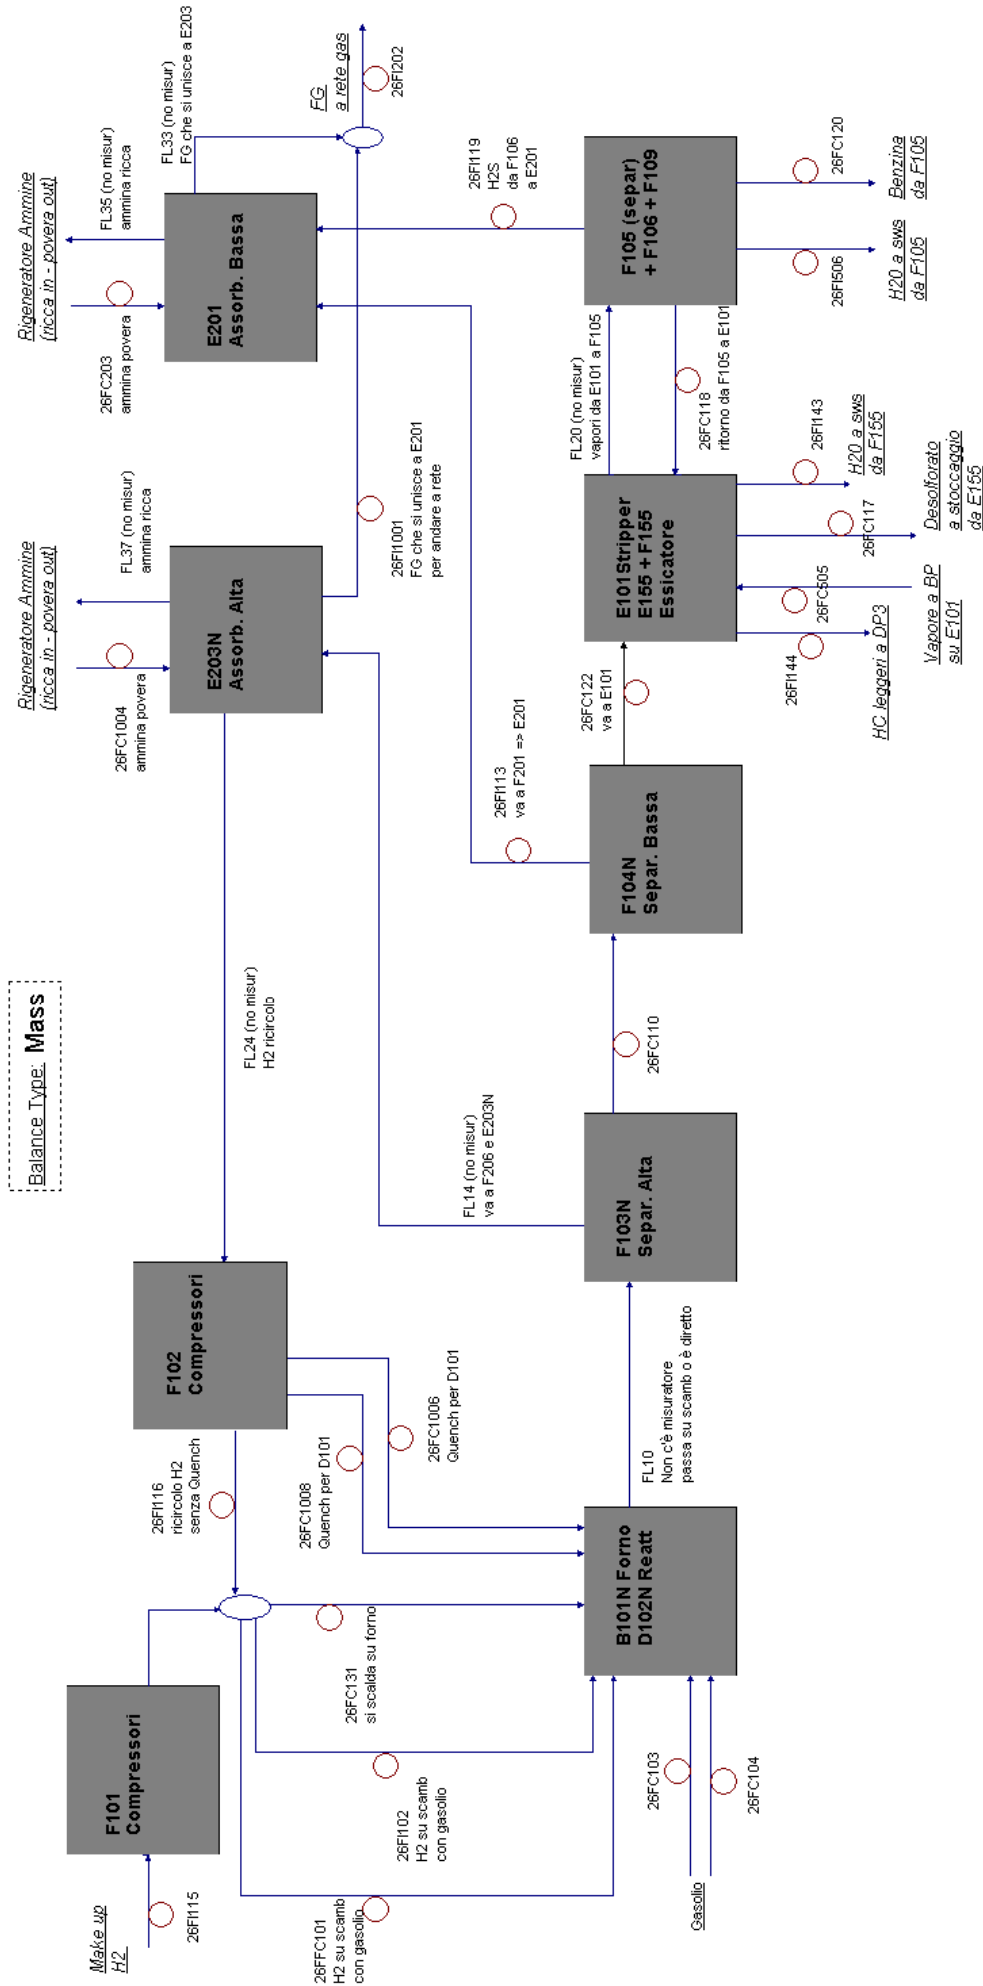 Balance Type: Mass
Make up
H2
26FI115
F101
Compressori
26FFC101
H2 su scamb
con gasolio
26FI102
H2 su scamb
con gasolio
26FC131
si scalda su forno
26FI116
ricircolo H2
senza Quench
F102
Compressori
26FC1008
Quench per D101
26FC1006
Quench per D101
Gasolio
26FC103
26FC104
B101N Forno
D102N Reatt
FL10
Non c'è misuratore
passa su scamb o è diretto
F103N
Separ. Alta
FL14 (no misur)
va a F206 e E203N
FL24 (no misur)
H2 ricircolo
26FC110
F104N
Separ. Bassa
26FI113
va a F201 => E201
26FC122
va a E101
Rigeneratore Ammine
(ricca in - povera out)
26FC1004
ammina povera
FL37 (no misur)
ammina ricca
E203N
Assorb. Alta
26FI1001
FG che si unisce a E201
per andare a rete
E101Stripper
E155 + F155
Essicatore
26FI144
HC leggeri a DP3
26FC505
Vapore a BP
su E101
26FC117
Desolforato
a stoccaggio
da E155
26FI143
H20 a sws
da F155
FL20 (no misur)
vapori da E101 a F105
26FC118
ritorno da F105 a E101
Rigeneratore Ammine
(ricca in - povera out)
26FC203
ammina povera
FL35 (no misur)
ammina ricca
E201
Assorb. Bassa
FL33 (no misur)
FG che si unisce a E203
FG
a rete gas
26FI202
26FI119
H2S
da F106
a E201
F105 (separ)
+ F106 + F109
26FI506
H20 a sws
da F105
26FC120
Benzina
da F105